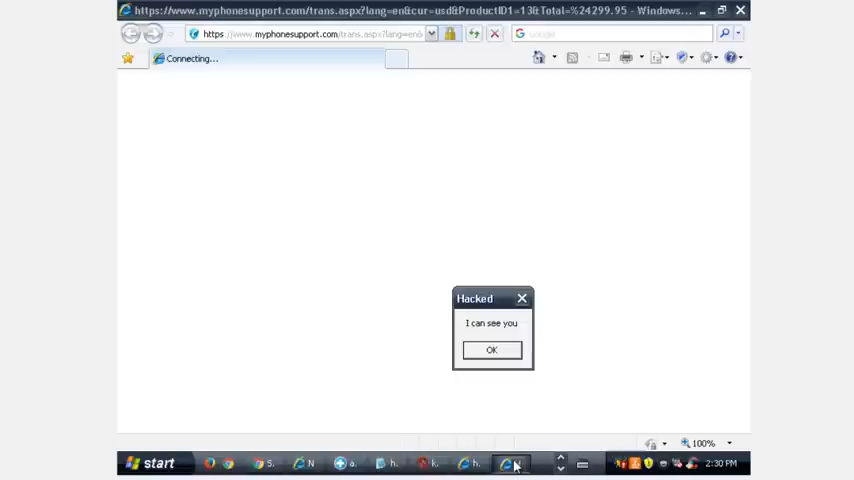 https://www.myphonesupport.com/trans.aspx?lang=en&cur=usd&ProductID1=13&Total=%24299.95 - Windows...
https://www.myphonesupport.com/trans.aspx?lang=en&
Google
Connecting...
Hacked
I can see you
OK
100%
start
S.
N
a.
h.
k.
h.
2:30 PM